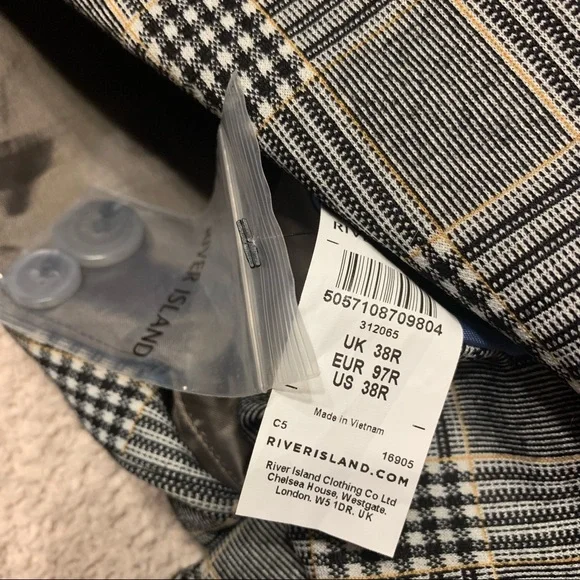 RIVER ISLAND
5057108709804
312065
UK 38R
EUR 97R
US 38R
Made in Vietnam
C5 16905
RIVERISLAND.COM
River Island Clothing Co Ltd
Chelsea House, Westgate.
London. W5 1DR. UK